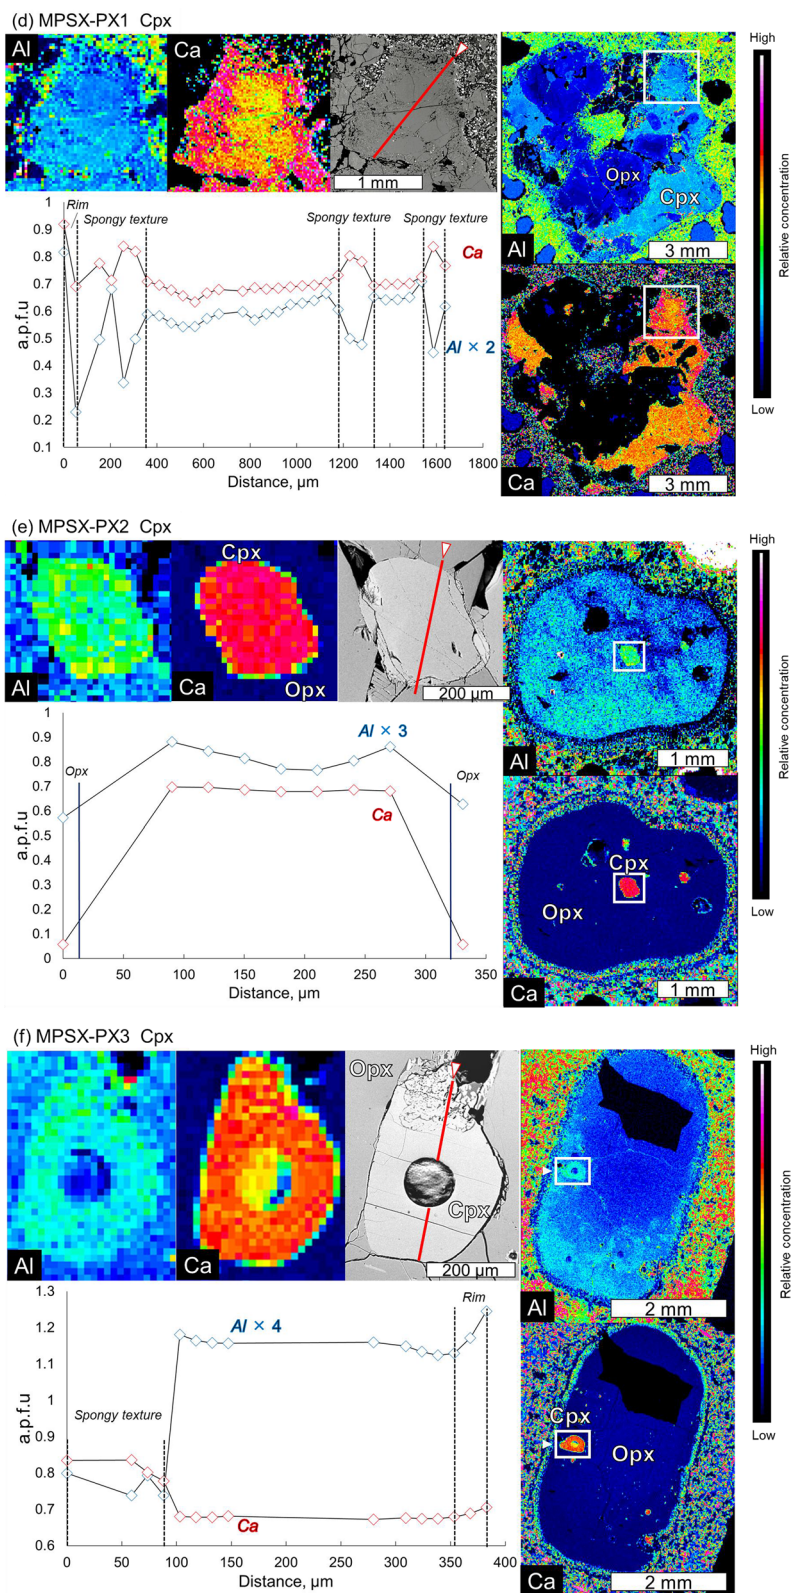 (d) MPSX-PX1 Cpx
Al
Ca
1 mm
Opx
Cpx
Al
3 mm
Ca
3 mm
High
Relative concentration
Low
1
0.9
0.8
0.7
0.6
0.5
0.4
0.3
0.2
0.1
a.p.f.u
Rim
Spongy texture
Spongy texture
Spongy texture
Ca
Al × 2
0 200 400 600 800 1000 1200 1400 1600 1800
Distance, µm
(e) MPSX-PX2 Cpx
Al
Cpx
Ca
Opx
200 µm
Al
1 mm
Cpx
Opx
Ca
1 mm
High
Relative concentration
Low
1
0.9
0.8
0.7
0.6
0.5
0.4
0.3
0.2
0.1
0
a.p.f.u
Opx
Al × 3
Opx
Ca
0 50 100 150 200 250 300 350
Distance, µm
(f) MPSX-PX3 Cpx
Al
Ca
Opx
Cpx
200 µm
Al
2 mm
Cpx
Opx
Ca
2 mm
High
Relative concentration
Low
1.3
1.2
1.1
1
0.9
0.8
0.7
0.6
a.p.f.u
Spongy texture
Al × 4
Rim
Ca
0 50 100 150 200 250 300 350 400
Distance, µm